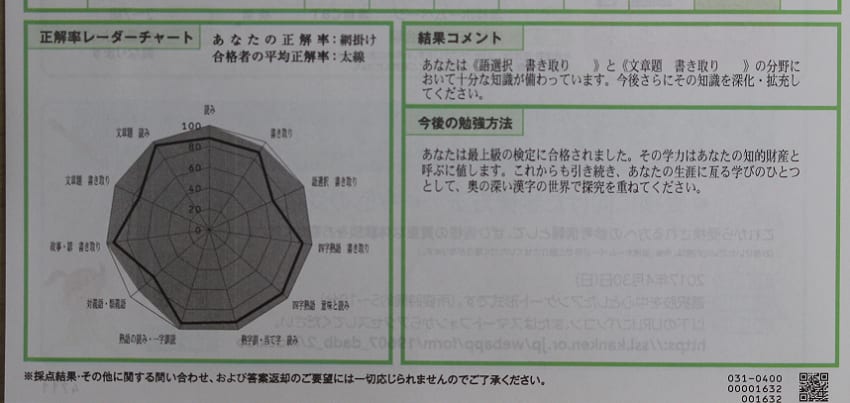 正解率レーダーチャート
あなたの正解率：網掛け
合格者の平均正解率：太線
読み
書き取り
語選択 書き取り
四字熟語 書き取り
四字熟語 意味と読み
熟字訓・当て字 読み
熟語の読み・一字訓読
対義語・類義語
故事・諺 書き取り
文章題 書き取り
文章題 読み
100
80
60
40
20
0
結果コメント
あなたは《語選択 書き取り 》と《文章題 書き取り 》の分野に
おいて十分な知識が備わっています。今後さらにその知識を深化・拡充し
てください。
今後の勉強方法
あなたは最上級の検定に合格されました。その学力はあなたの知的財産と
呼ぶに値します。これからも引き続き、あなたの生涯に亙る学びのひとつ
として、奥の深い漢字の世界で探究を重ねてください。
※採点結果・その他に関する問い合わせ、および答案返却のご要望には一切応じられませんのでご了承ください。
031-0400
00001632
001632